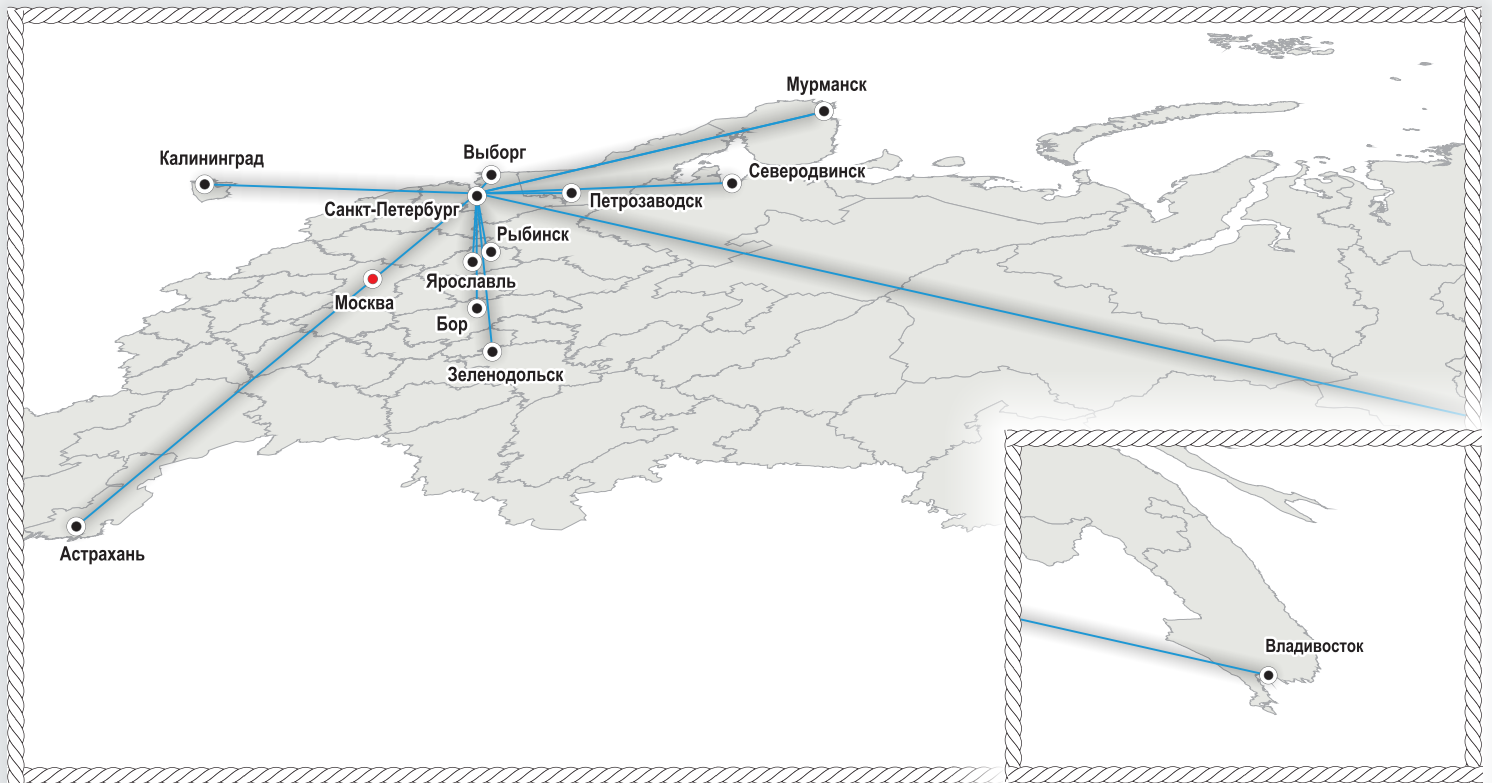 Мурманск
Выборг
Калининград
Северодвинск
Петрозаводск
Санкт-Петербург
Рыбинск
Ярославль
Москва
Бор
Зеленодольск
Астрахань
Владивосток